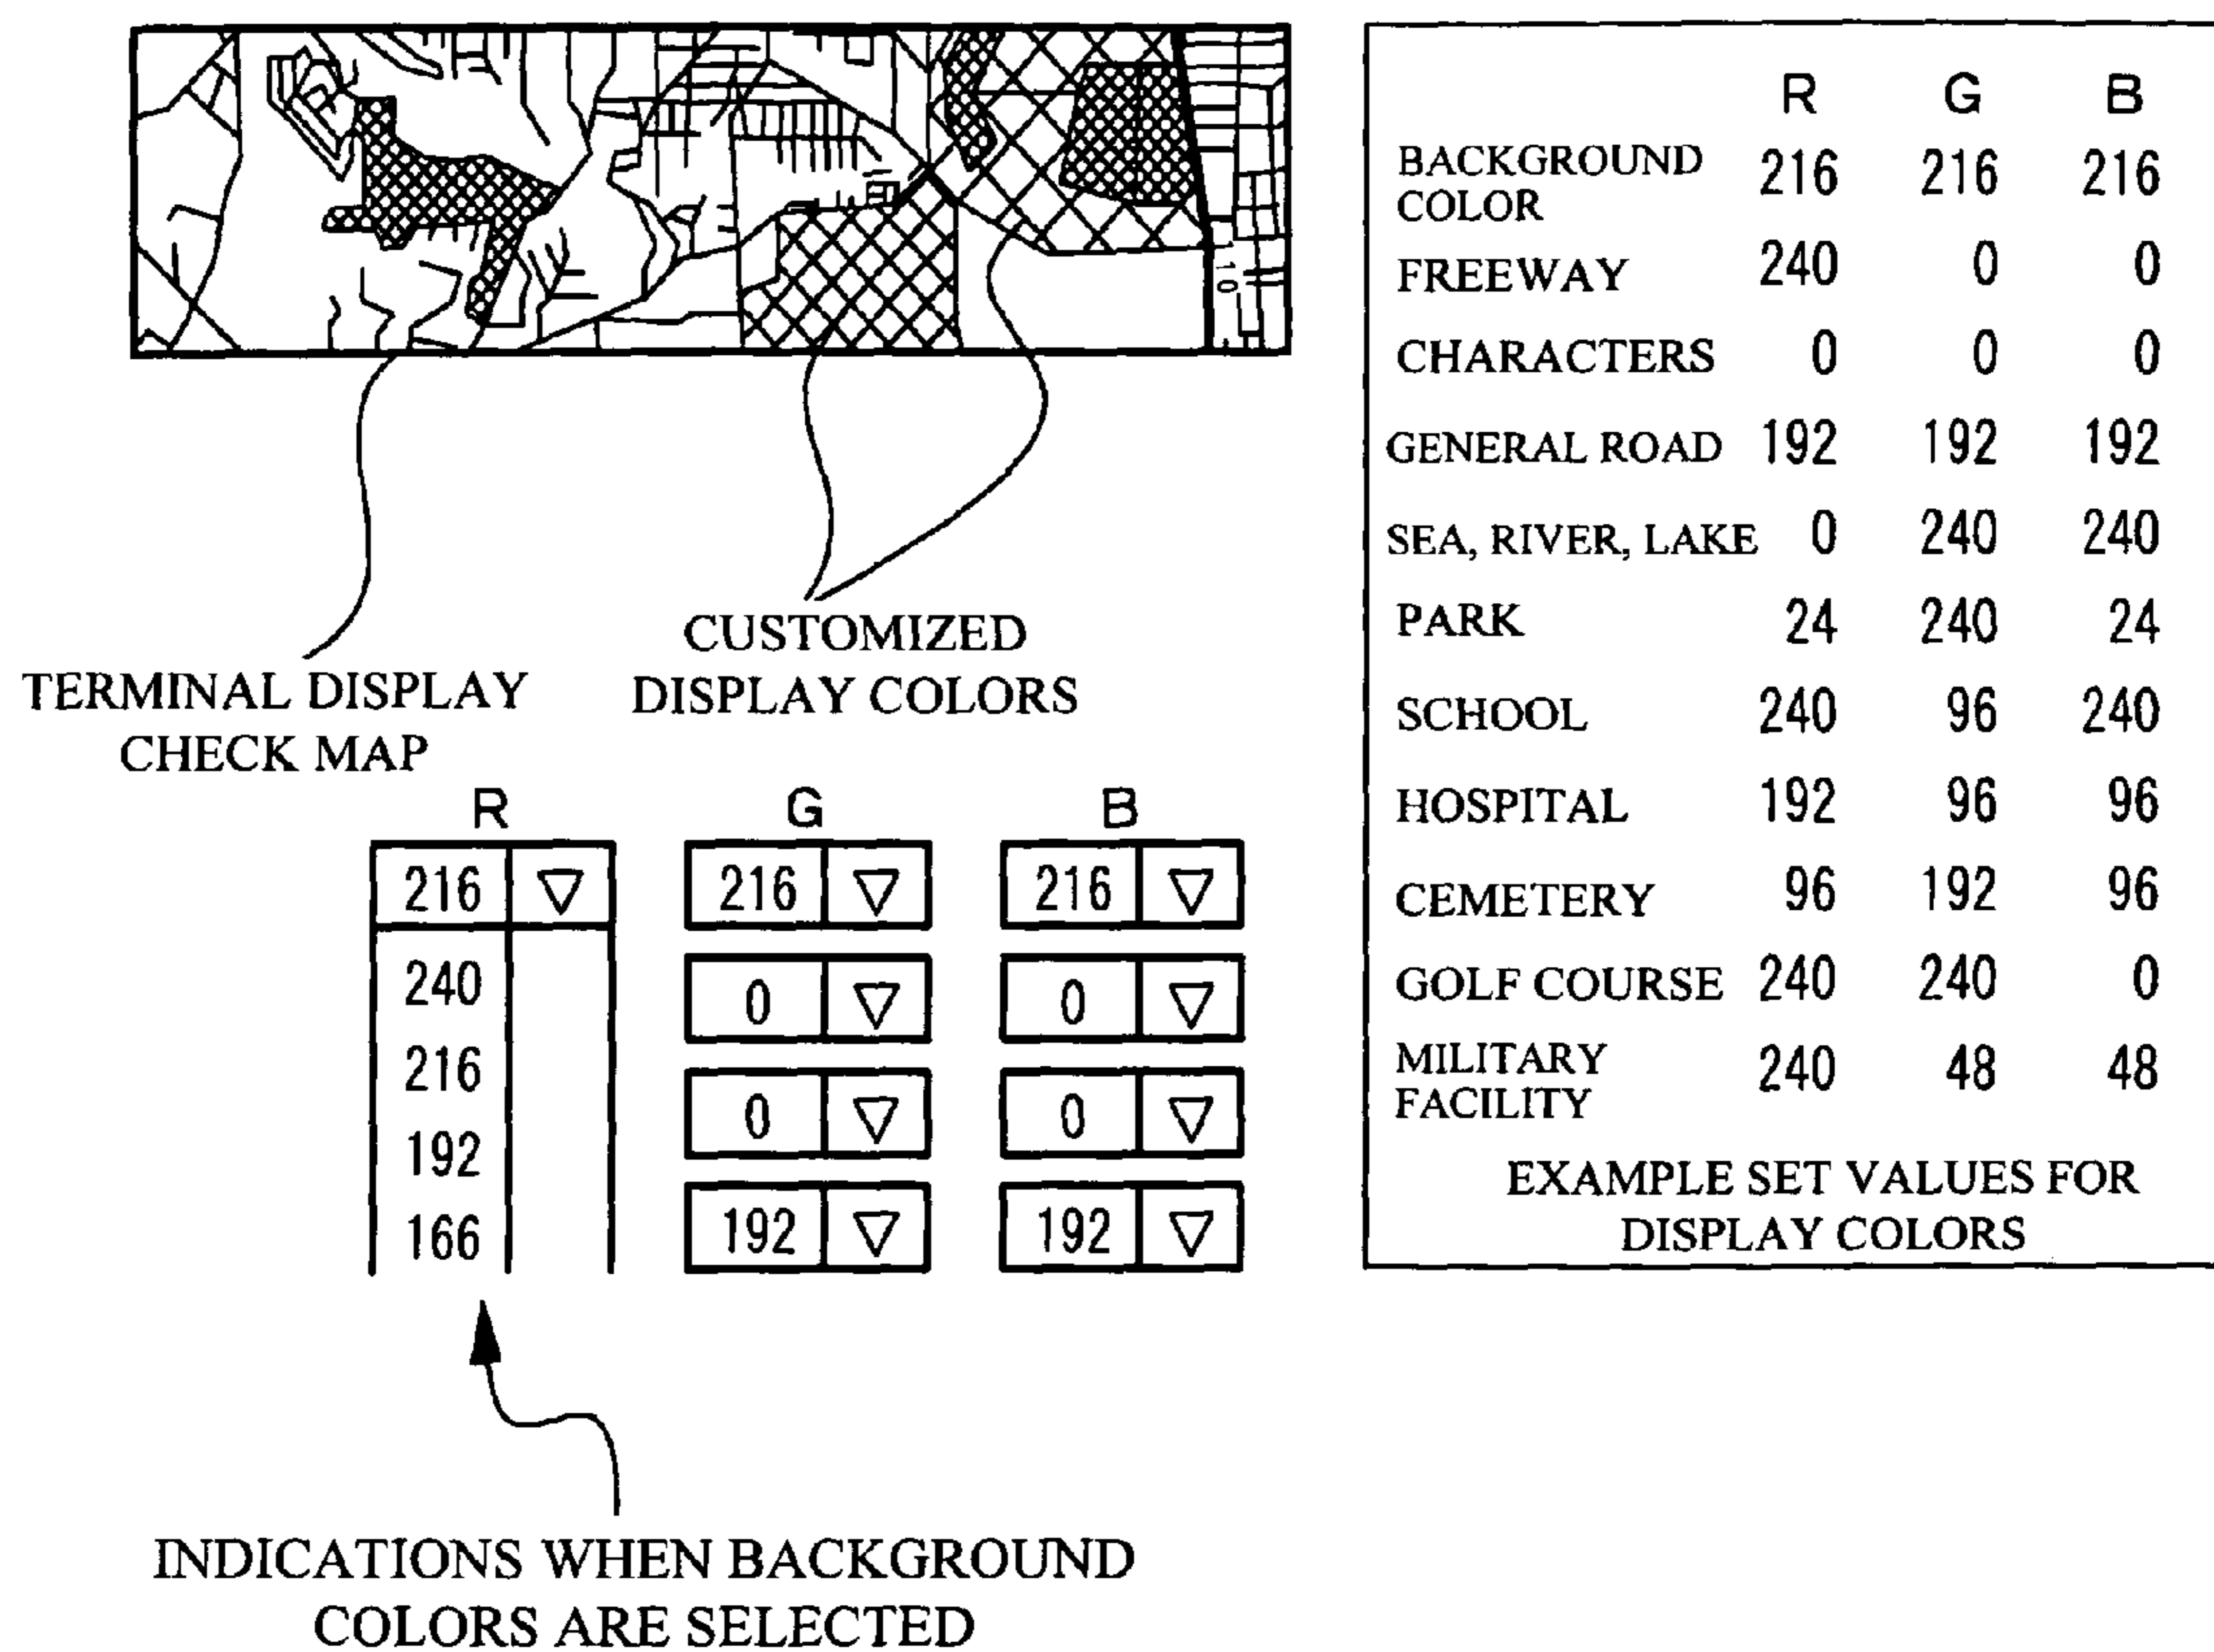 10
TERMINAL DISPLAY
CHECK MAP
CUSTOMIZED
DISPLAY COLORS
R G B
216 ▽ 216 ▽ 216 ▽
240 0 ▽ 0 ▽
216 0 ▽ 0 ▽
192 192 ▽ 192 ▽
166
INDICATIONS WHEN BACKGROUND
COLORS ARE SELECTED
R G B
BACKGROUND
COLOR 216 216 216
FREEWAY 240 0 0
CHARACTERS 0 0 0
GENERAL ROAD 192 192 192
SEA, RIVER, LAKE 0 240 240
PARK 24 240 24
SCHOOL 240 96 240
HOSPITAL 192 96 96
CEMETERY 96 192 96
GOLF COURSE 240 240 0
MILITARY
FACILITY 240 48 48
EXAMPLE SET VALUES FOR
DISPLAY COLORS